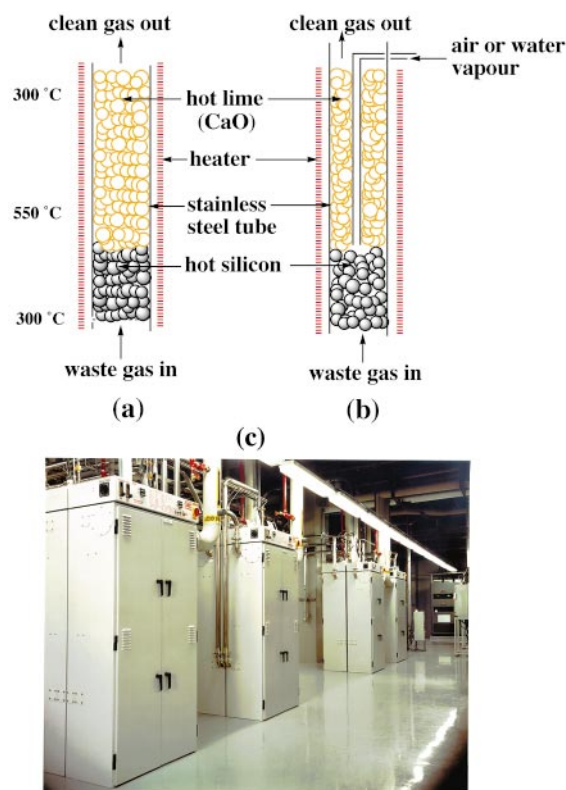 clean gas out
clean gas out
air or water
vapour
300 ˚C
hot lime
(CaO)
heater
550 ˚C
stainless
steel tube
hot silicon
300 ˚C
waste gas in
waste gas in
(a)
(b)
(c)